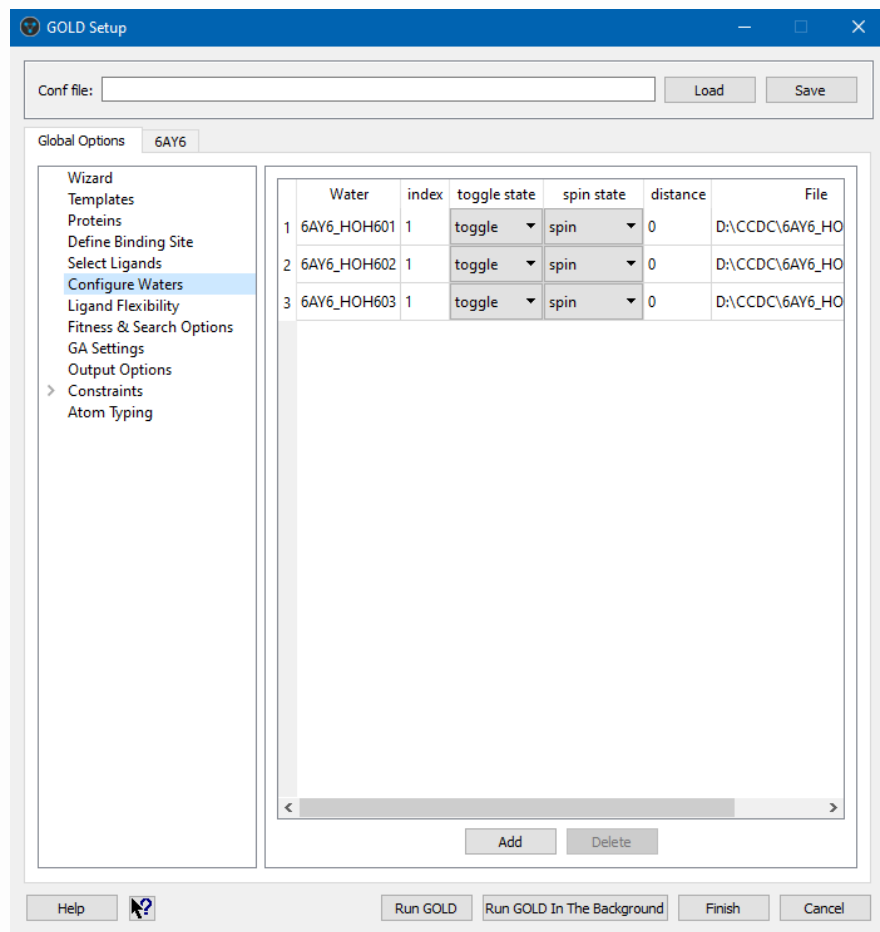 GOLD Setup
Conf file: Load Save
Global Options 6AY6
Wizard
Templates
Proteins
Define Binding Site
Select Ligands
Configure Waters
Ligand Flexibility
Fitness & Search Options
GA Settings
Output Options
Constraints
Atom Typing
Water index toggle state spin state distance File
1 6AY6_HOH601 1 toggle spin 0 D:\CCDC\6AY6_HO
2 6AY6_HOH602 1 toggle spin 0 D:\CCDC\6AY6_HO
3 6AY6_HOH603 1 toggle spin 0 D:\CCDC\6AY6_HO
Add Delete
Help ? Run GOLD Run GOLD In The Background Finish Cancel